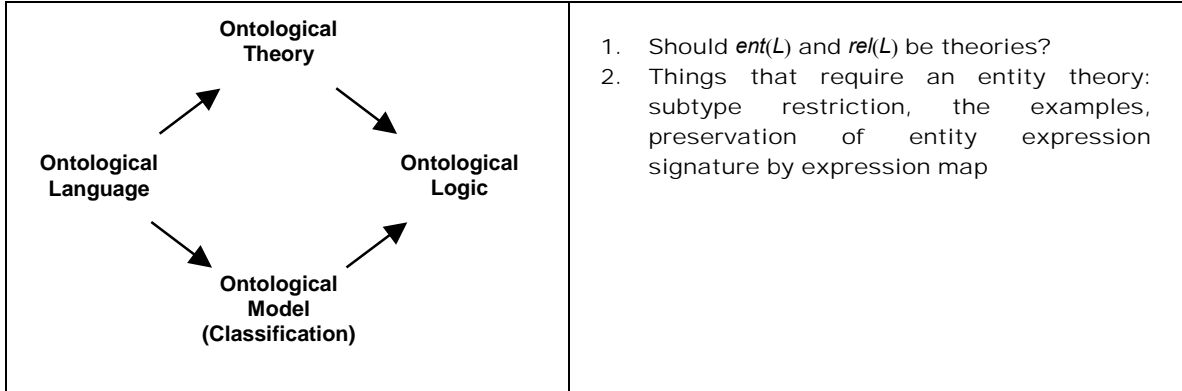 Ontological
Theory
Ontological
Language
Ontological
Logic
Ontological
Model
(Classification)
1. Should ent(L) and rel(L) be theories?
2. Things that require an entity theory:
subtype restriction, the examples,
preservation of entity expression
signature by expression map